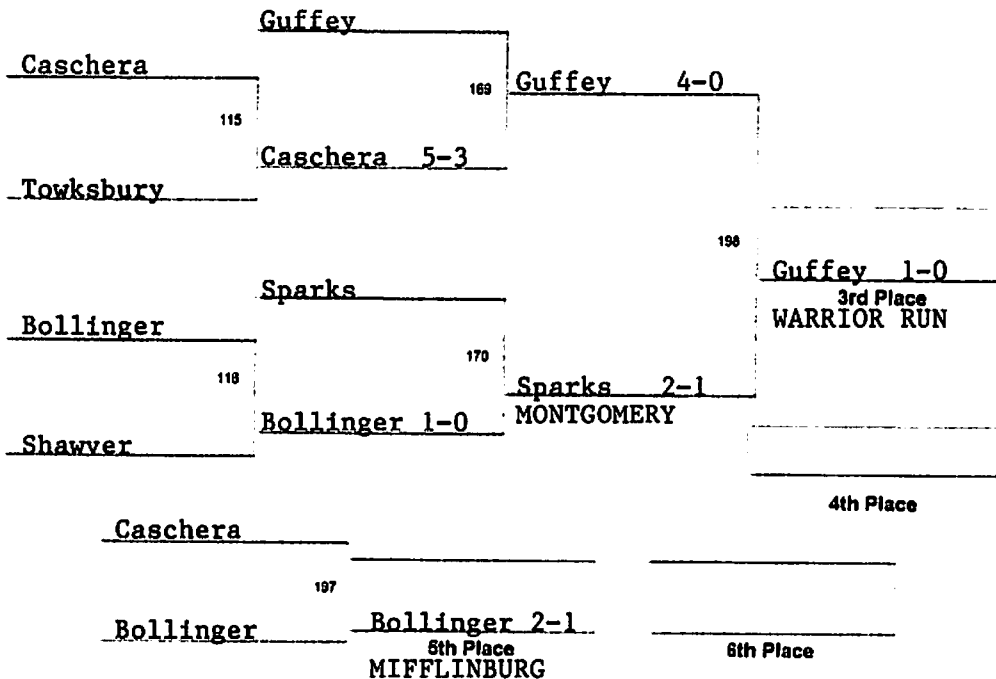 Guffey
Caschera
169
Guffey 4-0
115
Caschera 5-3
Towksbury
198
Guffey 1-0
3rd Place
WARRIOR RUN
Sparks
Bollinger
170
116
Sparks 2-1
MONTGOMERY
Bollinger 1-0
Shawver
4th Place
Caschera
197
Bollinger
Bollinger 2-1
5th Place
MIFFLINBURG
6th Place